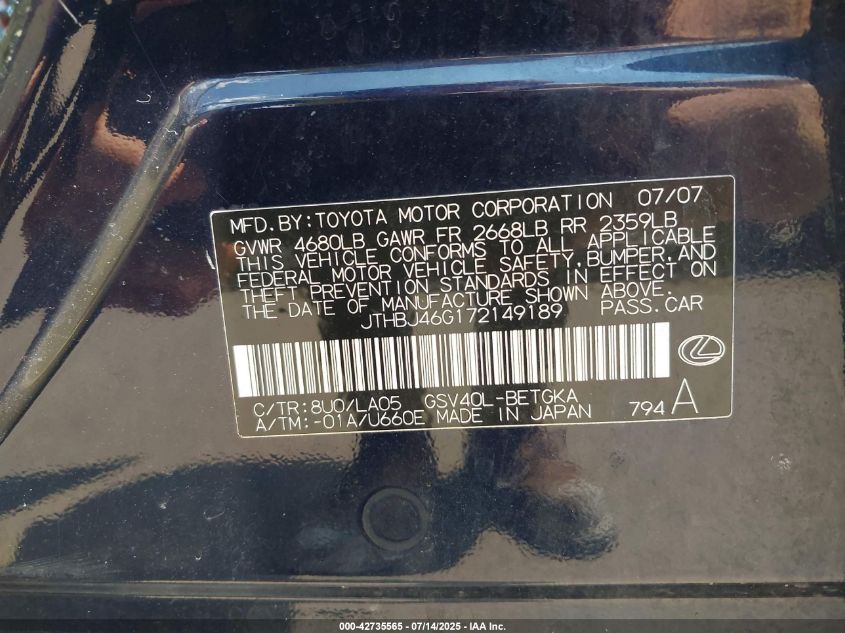 MFD.BY:TOYOTA MOTOR CORPORATION 07/07
GVWR 4680LB GAWR FR 2668LB RR 2359LB
THIS VEHICLE CONFORMS TO ALL APPLICABLE
FEDERAL MOTOR VEHICLE SAFETY,BUMPER,AND
THEFT PREVENTION STANDARDS IN EFFECT ON
THE DATE OF MANUFACTURE SHOWN ABOVE.
JTHBJ46G172149189 PASS.CAR
C/TR:8U0/LA05 GSV40L-BETGKA
A/TM:-01A/U660E MADE IN JAPAN 794 A
000-42735565 - 07/14/2025 - IAA Inc.